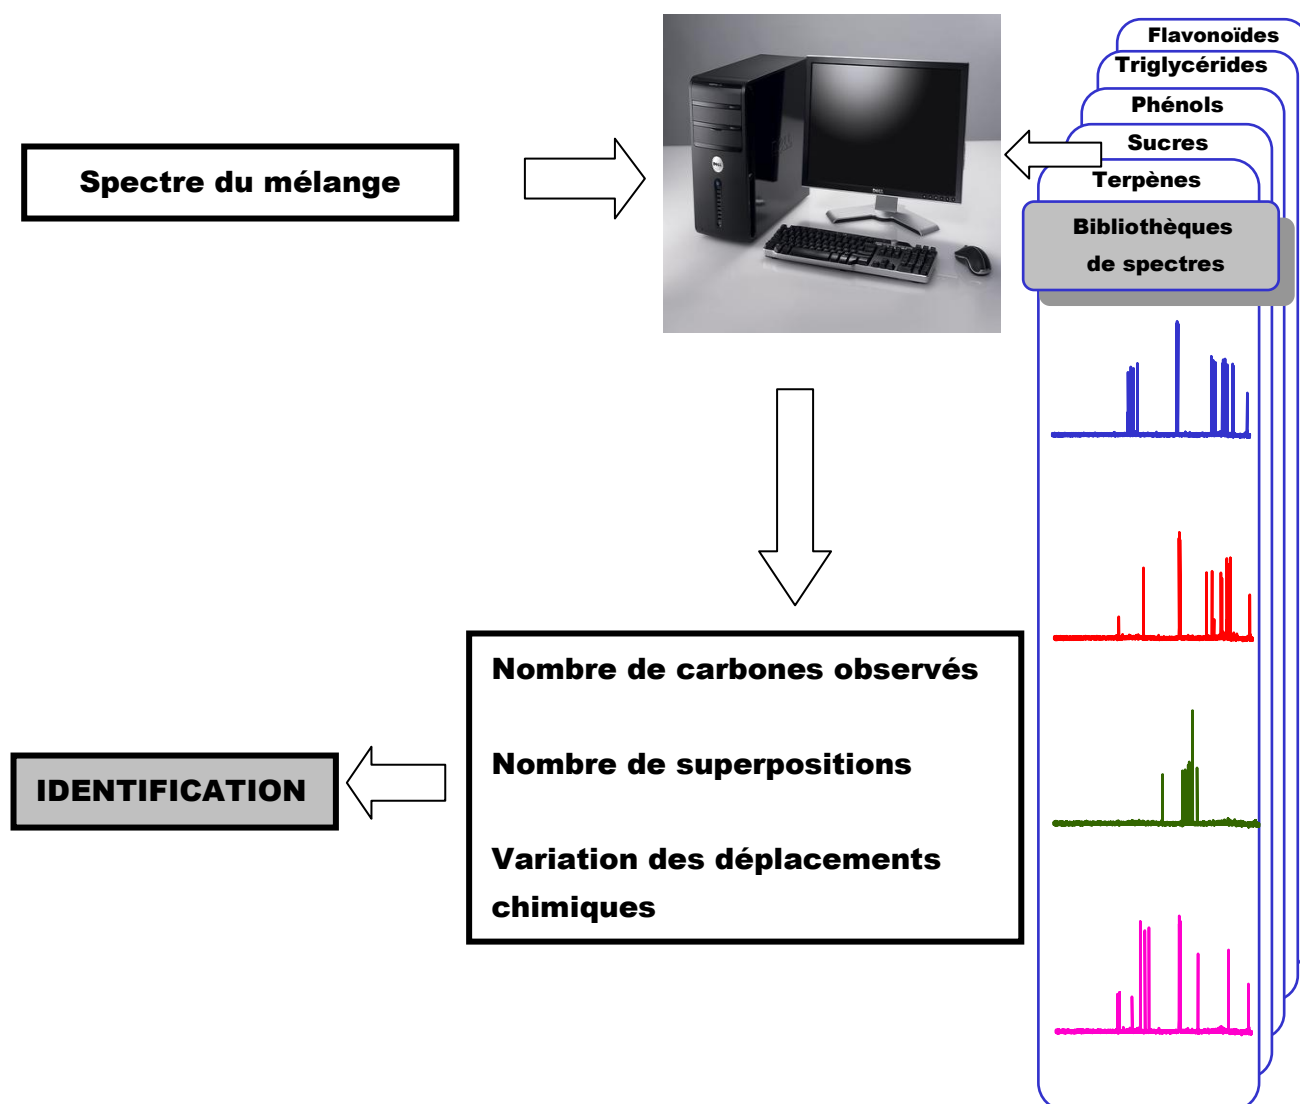 Flavonoïdes
Triglycérides
Phénols
Sucres
Terpènes
Bibliothèques
de spectres
Spectre du mélange
Nombre de carbones observés
Nombre de superpositions
Variation des déplacements
chimiques
IDENTIFICATION